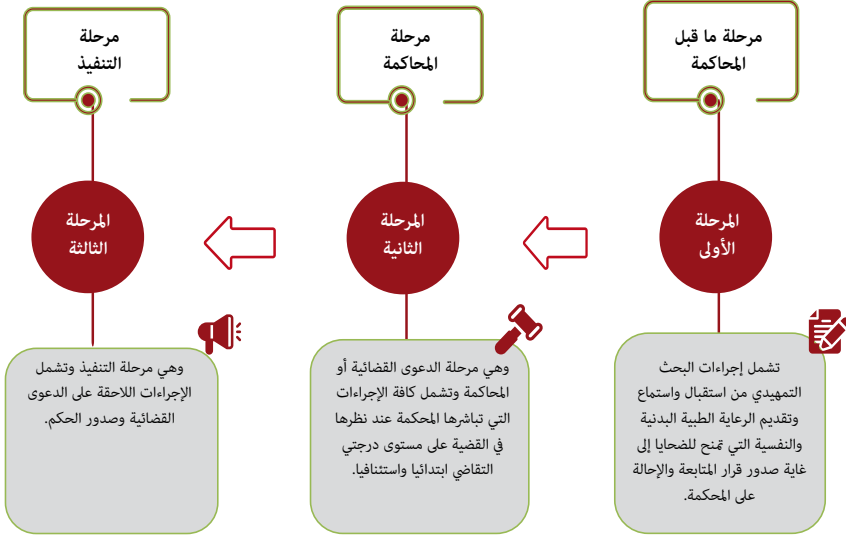 مرحلة ما قبل
المحاكمة
مرحلة
المحاكمة
مرحلة
التنفيذ
المرحلة
الأولى
المرحلة
الثانية
المرحلة
الثالثة
تشمل إجراءات البحث
التمهيدي من استقبال واستماع
وتقديم الرعاية الطبية البدنية
والنفسية التي تمنح للضحايا إلى
غاية صدور قرار المتابعة والإحالة
على المحكمة.
وهي مرحلة الدعوى القضائية أو
المحاكمة وتشمل كافة الإجراءات
التي تباشرها المحكمة عند نظرها
في القضية على مستوى درجتي
التقاضي ابتدائيا واستئنافيا.
وهي مرحلة التنفيذ وتشمل
الإجراءات اللاحقة على الدعوى
القضائية وصدور الحكم.